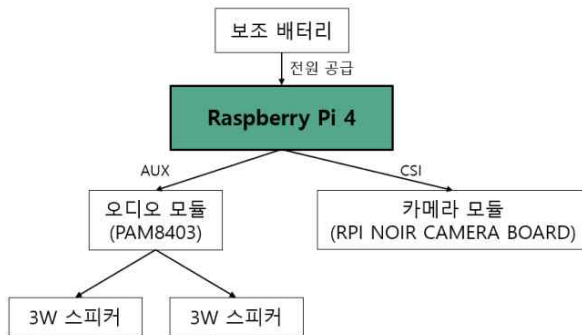 보조 배터리
전원 공급
Raspberry Pi 4
AUX
CSI
오디오 모듈
(PAM8403)
카메라 모듈
(RPI NOIR CAMERA BOARD)
3W 스피커
3W 스피커